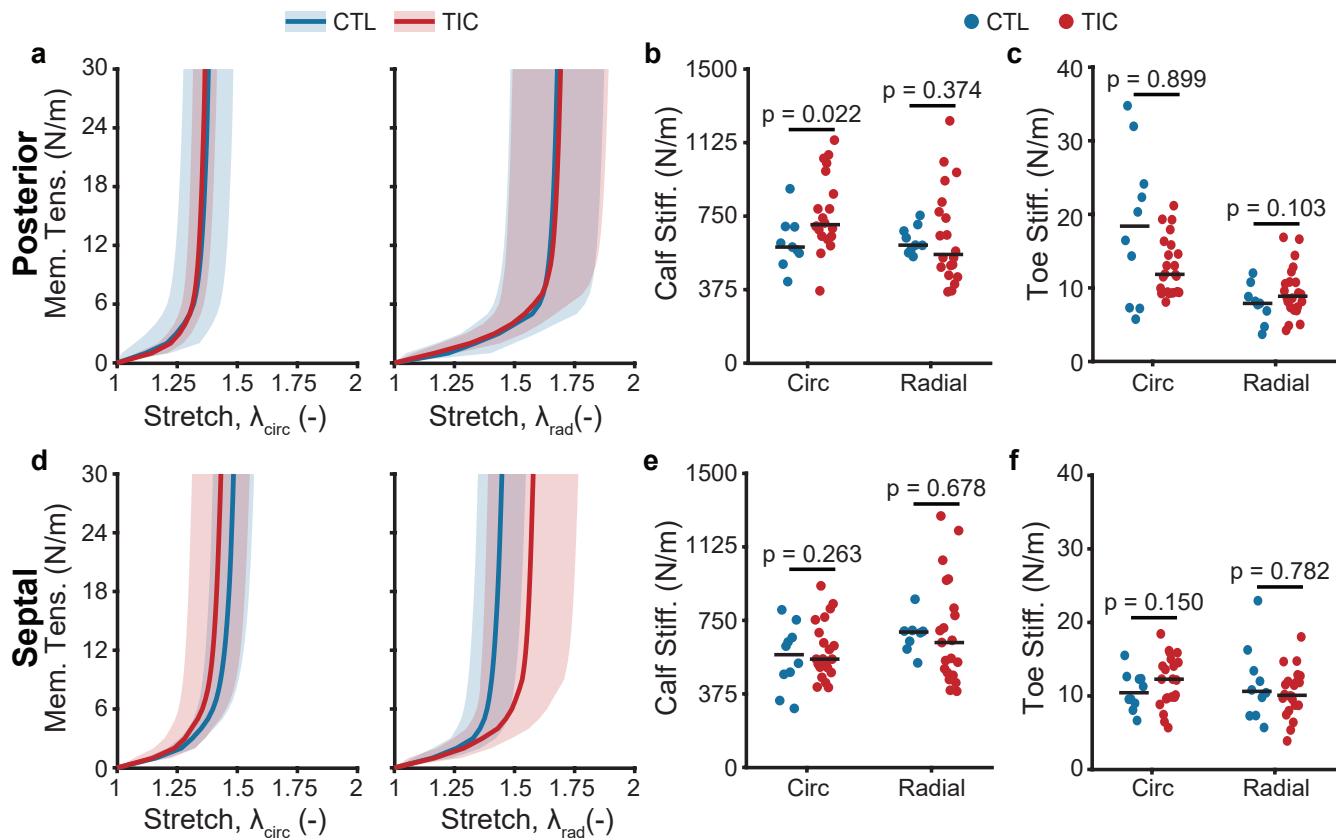 CTL TIC
CTL TIC
a
Posterior
Mem. Tens. (N/m)
30
24
18
12
6
0
1 1.25 1.5 1.75 2
Stretch, λcirc (-)
1 1.25 1.5 1.75 2
Stretch, λrad(-)
b
Calf Stiff. (N/m)
1500
1125
750
375
0
p = 0.022
p = 0.374
Circ Radial
c
Toe Stiff. (N/m)
40
30
20
10
0
p = 0.899
p = 0.103
Circ Radial
d
Septal
Mem. Tens. (N/m)
30
24
18
12
6
0
1 1.25 1.5 1.75 2
Stretch, λcirc (-)
1 1.25 1.5 1.75 2
Stretch, λrad(-)
e
Calf Stiff. (N/m)
1500
1125
750
375
0
p = 0.263
p = 0.678
Circ Radial
f
Toe Stiff. (N/m)
40
30
20
10
0
p = 0.150
p = 0.782
Circ Radial